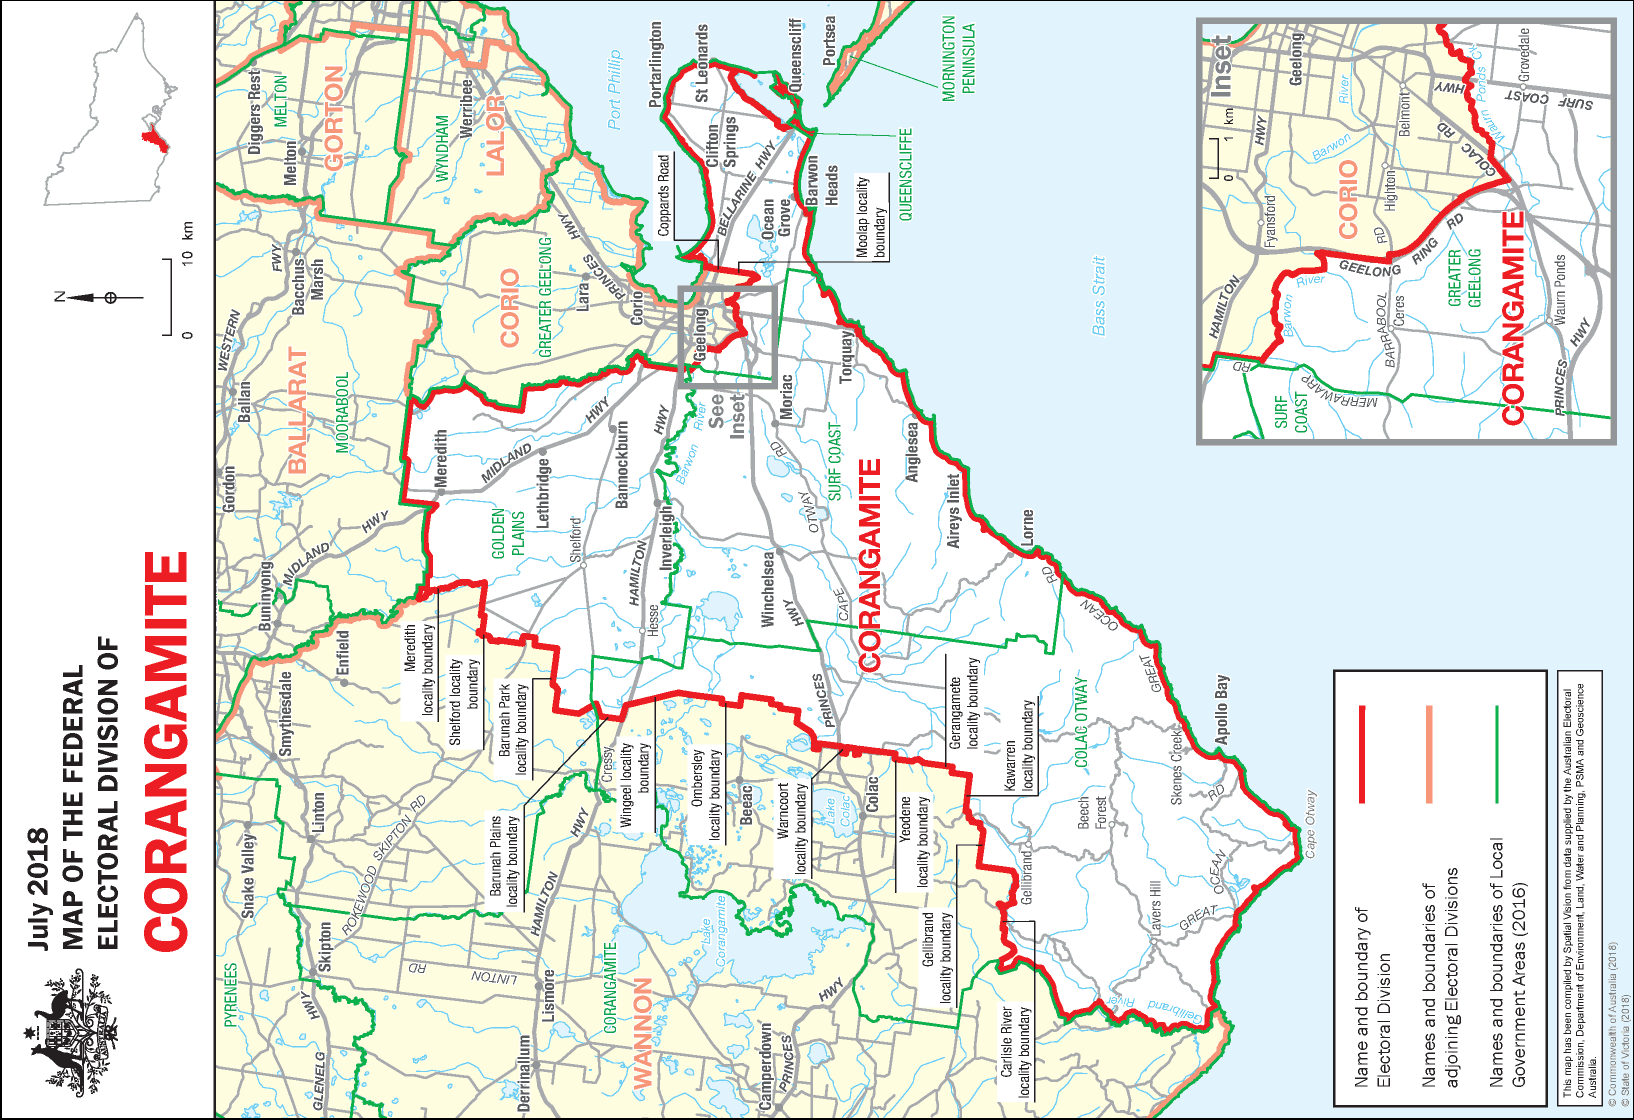 July 2018
MAP OF THE FEDERAL
ELECTORAL DIVISION OF
CORANGAMITE
N
0 10 km
Diggers Rest
MELTON
Melton
GORTON
WYNDHAM
Werribee
LALOR
Port Phillip
Portarlington
St Leonards
Queenscliff
Portsea
MORNINGTON
PENINSULA
QUEENSCLIFFE
Clifton
Springs
BELLARINE HWY
Ocean
Grove
Barwon
Heads
Coppards Road
Moolap locality
boundary
FWY
WESTERN
Bacchus
Marsh
Ballan
BALLARAT
MOORABOOL
Gordon
CORIO
GREATER GEELONG
Lara
PRINCES
HWY
Corio
Geelong
See
Inset
Torquay
Moriac
Bass Strait
Buninyong
MIDLAND
HWY
Meredith
MIDLAND
HWY
Lethbridge
Bannockburn
HWY
Barwon
River
GOLDEN
PLAINS
Shelford
Inverleigh
HAMILTON
Hesse
Winchelsea
HWY
CAPE
OTWAY
RD
SURF COAST
CORANGAMITE
Anglesea
Aireys Inlet
Lorne
RD
OCEAN
GREAT
Enfield
Smythesdale
Meredith
locality boundary
Shelford locality
boundary
Barunah Park
locality boundary
Barunah Plains
locality boundary
Cressy
Wingeel locality
boundary
Ombersley
locality boundary
Beeac
Warncoort
locality boundary
Lake
Colac
Colac
PRINCES
Yeodene
locality boundary
Gerangamete
locality boundary
Kawarren
locality boundary
COLAC OTWAY
Apollo Bay
Skenes Creek
Beech
Forest
Gellibrand
RD
OCEAN
GREAT
Lavers Hill
Cape Otway
Gellibrand
locality boundary
Carlisle River
locality boundary
Gellibrand
River
Snake Valley
Linton
ROKEWOOD SKIPTON RD
Skipton
PYRENEES
HWY
GLENELG
LINTON
RD
HWY
HAMILTON
Lismore
Derrinallum
CORANGAMITE
WANNON
Lake
Corangamite
HWY
PRINCES
Camperdown
Inset
0 1 km
HWY
Geelong
River
Barwon
Belmont
HWY
Waurn Ponds Ck
Grovedale
SURF COAST
RD
COLAC
CORIO
Highton
RD
Fyansford
HAMILTON
RD
Barwon
River
GEELONG
RING
RD
GREATER
GEELONG
Ceres
BARRABOOL
MERRAWARP
SURF
COAST
Waurn Ponds
PRINCES
HWY
CORANGAMITE
Name and boundary of
Electoral Division
Names and boundaries of
adjoining Electoral Divisions
Names and boundaries of Local
Government Areas (2016)
This map has been compiled by Spatial Vision from data supplied by the Australian Electoral
Commission, Department of Environment, Land, Water and Planning, PSMA and Geoscience
Australia.
© Commonwealth of Australia (2018)
© State of Victoria (2018)